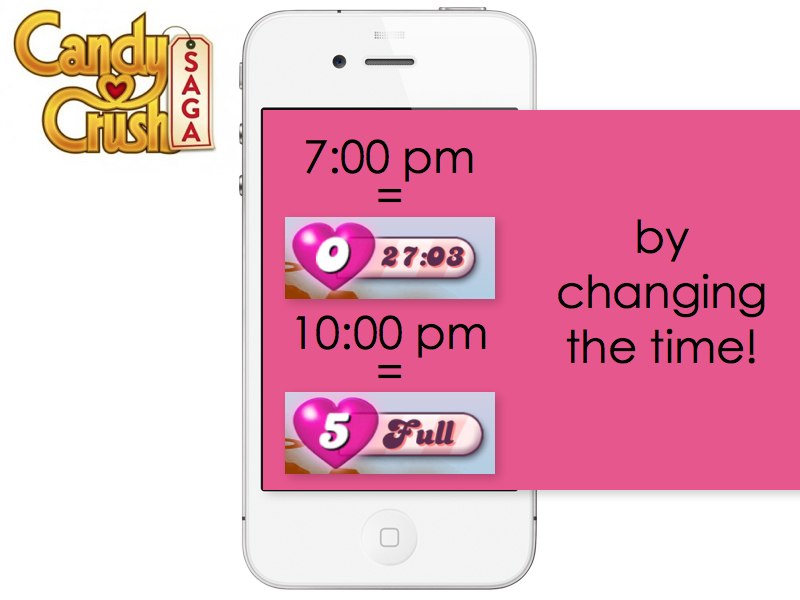 Candy
Crush
SAGA
7:00 pm
=
0 27:03
10:00 pm
=
5 Full
by
changing
the time!